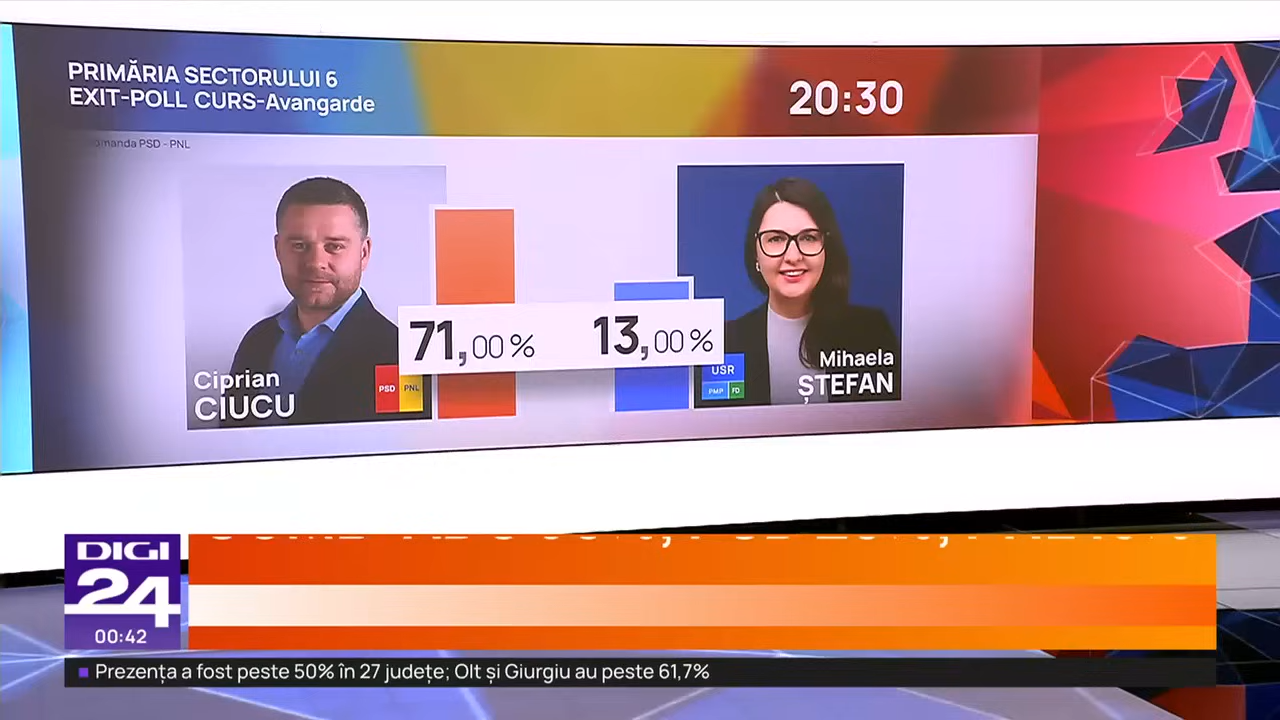 PRIMĂRIA SECTORULUI 6
EXIT-POLL CURS-Avangarde
20:30
PSD - PNL
71,00%
13,00%
Ciprian
CIUCU
PSD PNL
USR
PMP FD
Mihaela
ȘTEFAN
DIGI
24
00:42
Prezența a fost peste 50% în 27 județe; Olt și Giurgiu au peste 61,7%